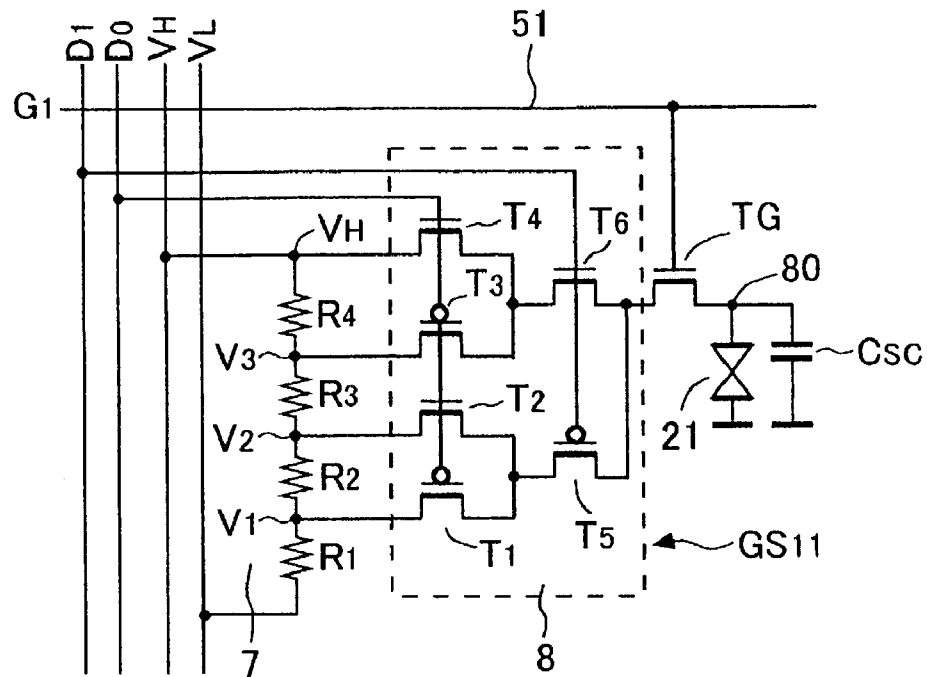 D1 D0 VH VL
51
G1
T4 T6 TG
VH 80
T3
R4
V3 CSC
R3 T2
V2 21
R2
V1 T5
R1 T1 GS11
7 8